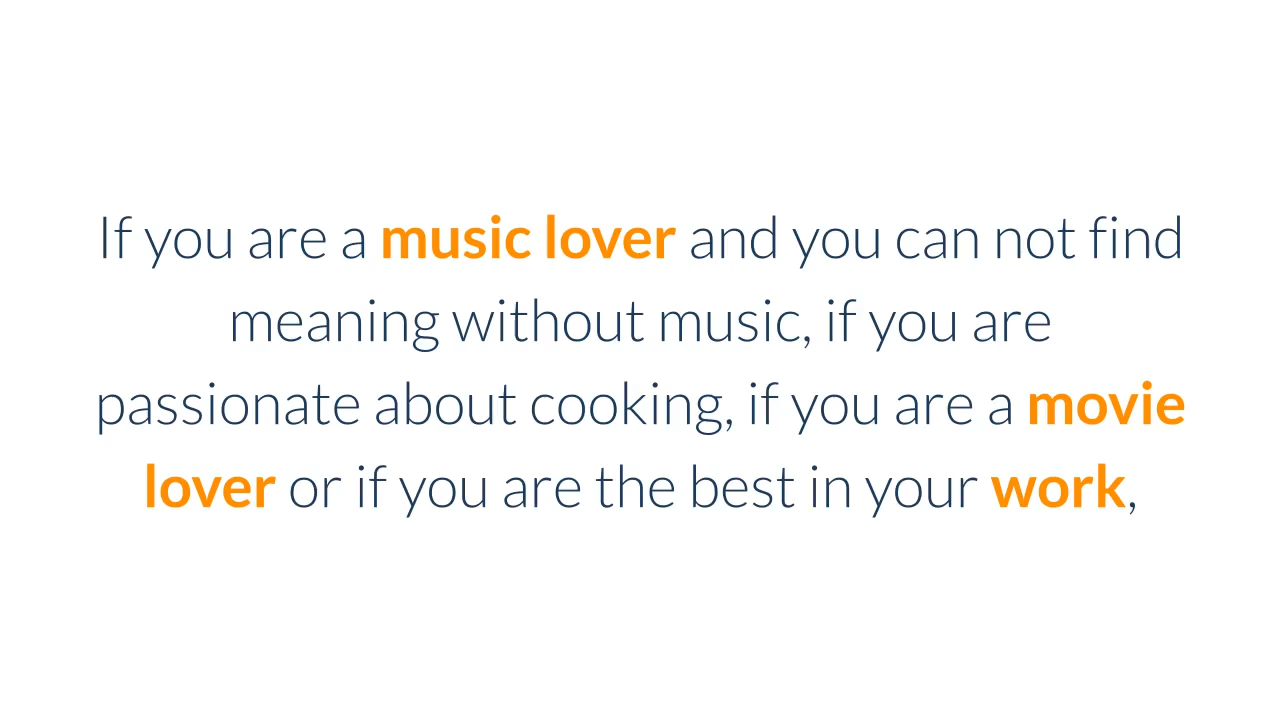 If you are a music lover and you can not find
meaning without music, if you are
passionate about cooking, if you are a movie
lover or if you are the best in your work,